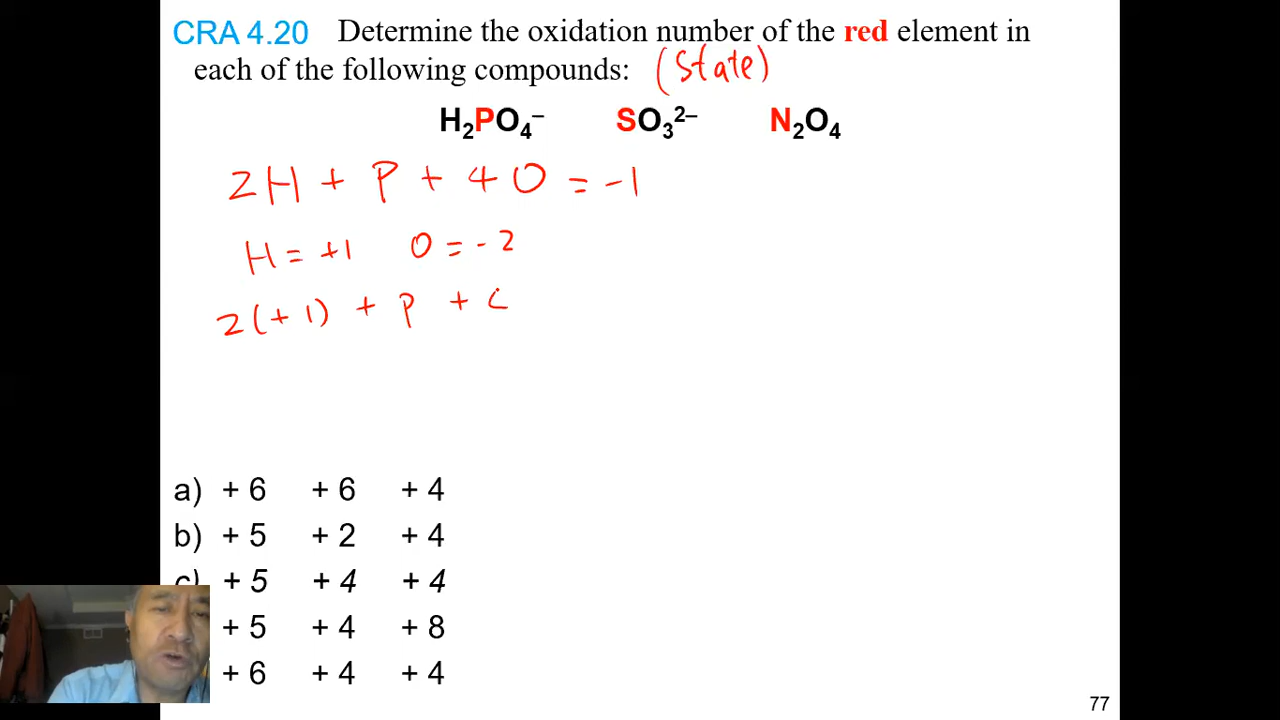 CRA 4.20 Determine the oxidation number of the red element in
each of the following compounds: (State)
H₂PO₄⁻ SO₃²⁻ N₂O₄
2H + P + 4O = -1
H = +1 O = -2
2(+1) + P +
a) + 6 + 6 + 4
b) + 5 + 2 + 4
c) + 5 + 4 + 4
+ 5 + 4 + 8
+ 6 + 4 + 4
77